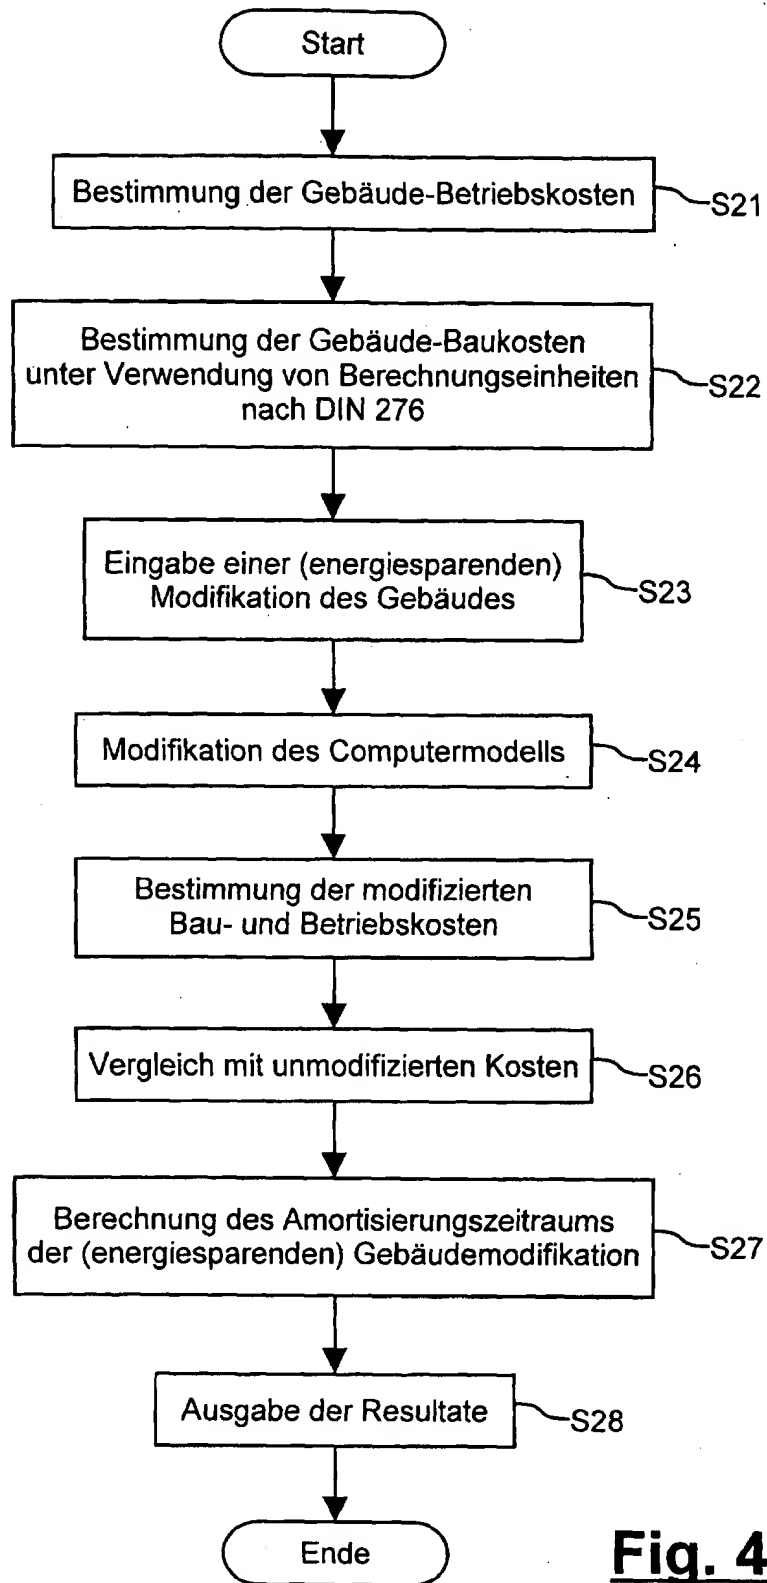 Start
Bestimmung der Gebäude-Betriebskosten
S21
Bestimmung der Gebäude-Baukosten
unter Verwendung von Berechnungseinheiten
nach DIN 276
S22
Eingabe einer (energiesparenden)
Modifikation des Gebäudes
S23
Modifikation des Computermodells
S24
Bestimmung der modifizierten
Bau- und Betriebskosten
S25
Vergleich mit unmodifizierten Kosten
S26
Berechnung des Amortisierungszeitraums
der (energiesparenden) Gebäudemodifikation
S27
Ausgabe der Resultate
S28
Ende
Fig. 4